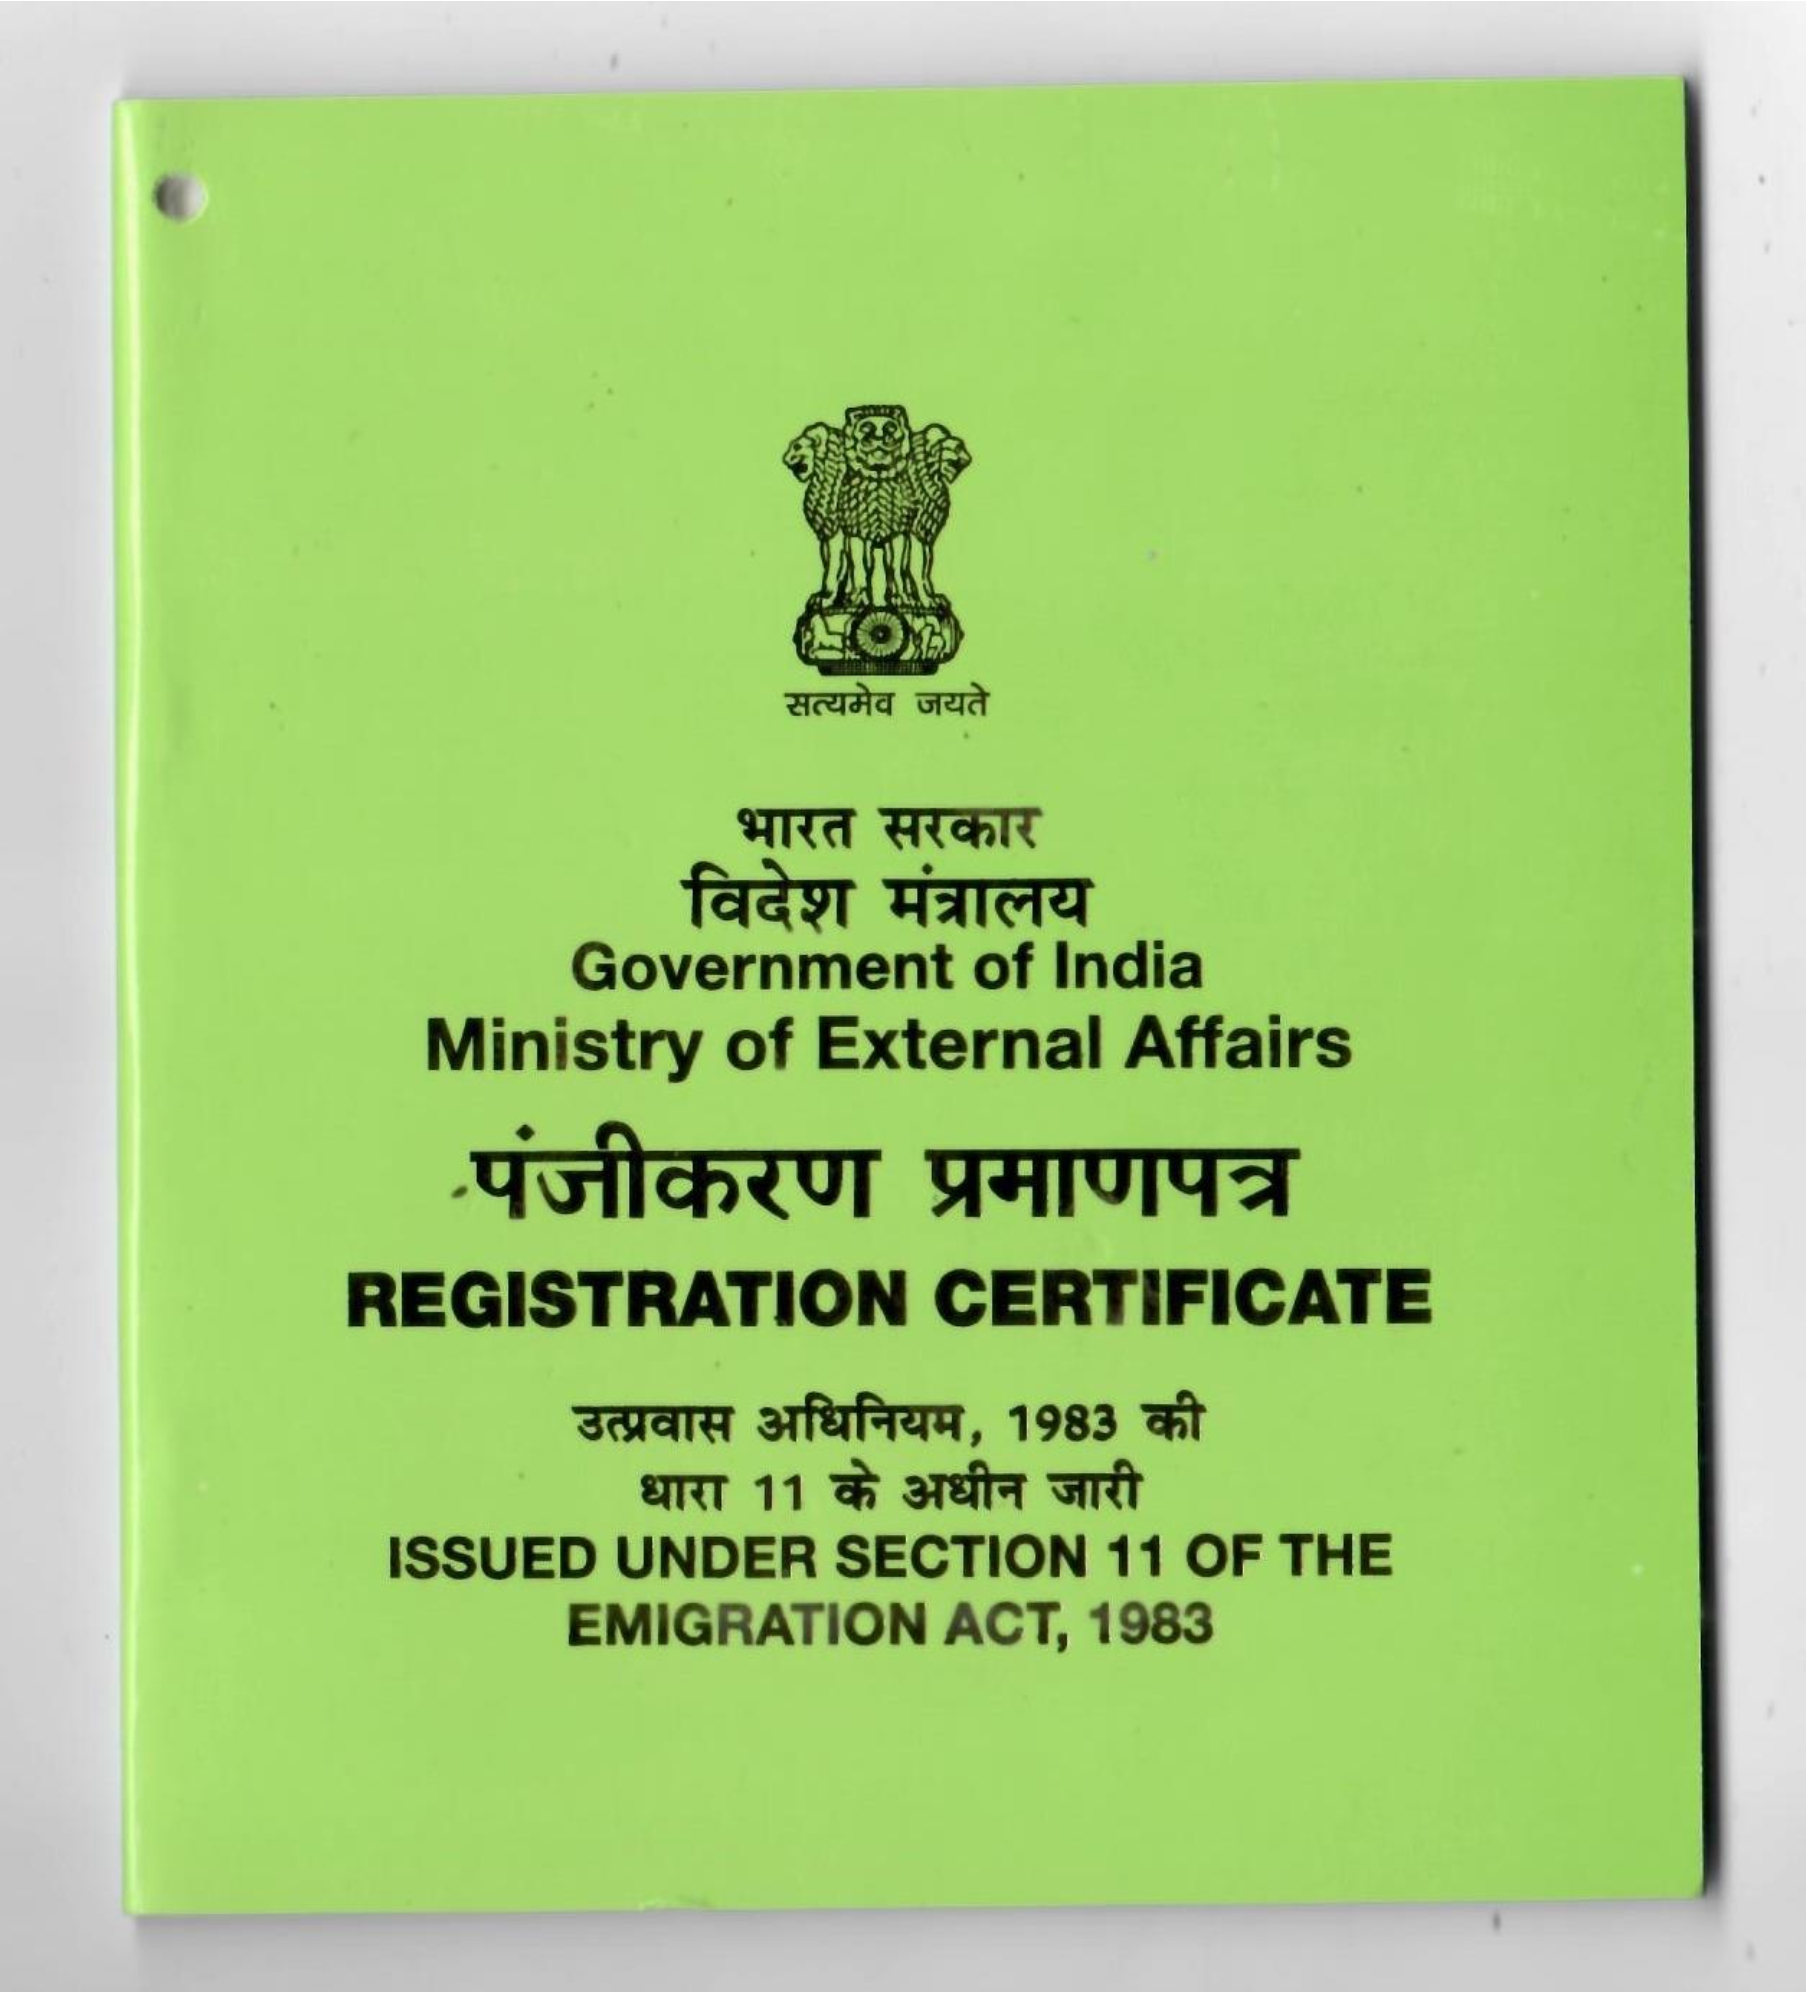 सत्यमेव जयते
भारत सरकार
विदेश मंत्रालय
Government of India
Ministry of External Affairs
पंजीकरण प्रमाणपत्र
REGISTRATION CERTIFICATE
उत्प्रवास अधिनियम, 1983 की
धारा 11 के अधीन जारी
ISSUED UNDER SECTION 11 OF THE
EMIGRATION ACT, 1983